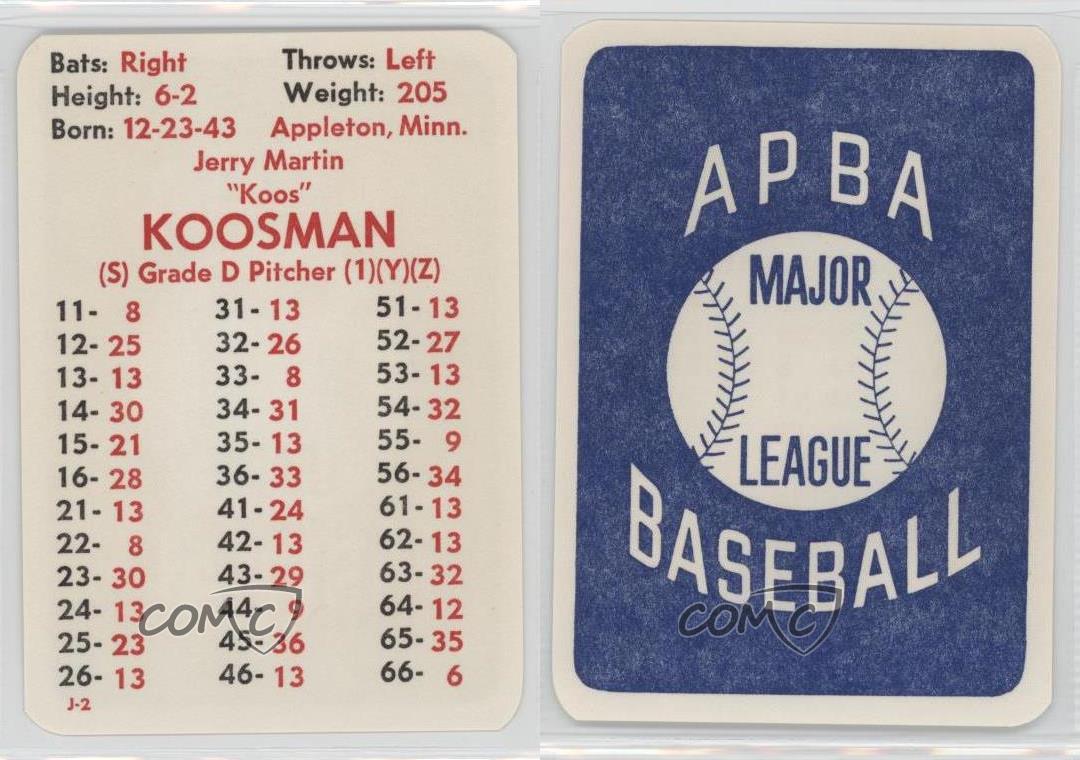 Bats: Right Throws: Left
Height: 6-2 Weight: 205
Born: 12-23-43 Appleton, Minn.
Jerry Martin
"Koos"
KOOSMAN
(S) Grade D Pitcher (1)(Y)(Z)
11- 8 31- 13 51- 13
12- 25 32- 26 52- 27
13- 13 33- 8 53- 13
14- 30 34- 31 54- 32
15- 21 35- 13 55- 9
16- 28 36- 33 56- 34
21- 13 41- 24 61- 13
22- 8 42- 13 62- 13
23- 30 43- 29 63- 32
24- 13 44- 9 64- 12
25- 23 45- 36 65- 35
26- 13 46- 13 66- 6
J-2
COMC
APBA
MAJOR
LEAGUE
BASEBALL
COMC